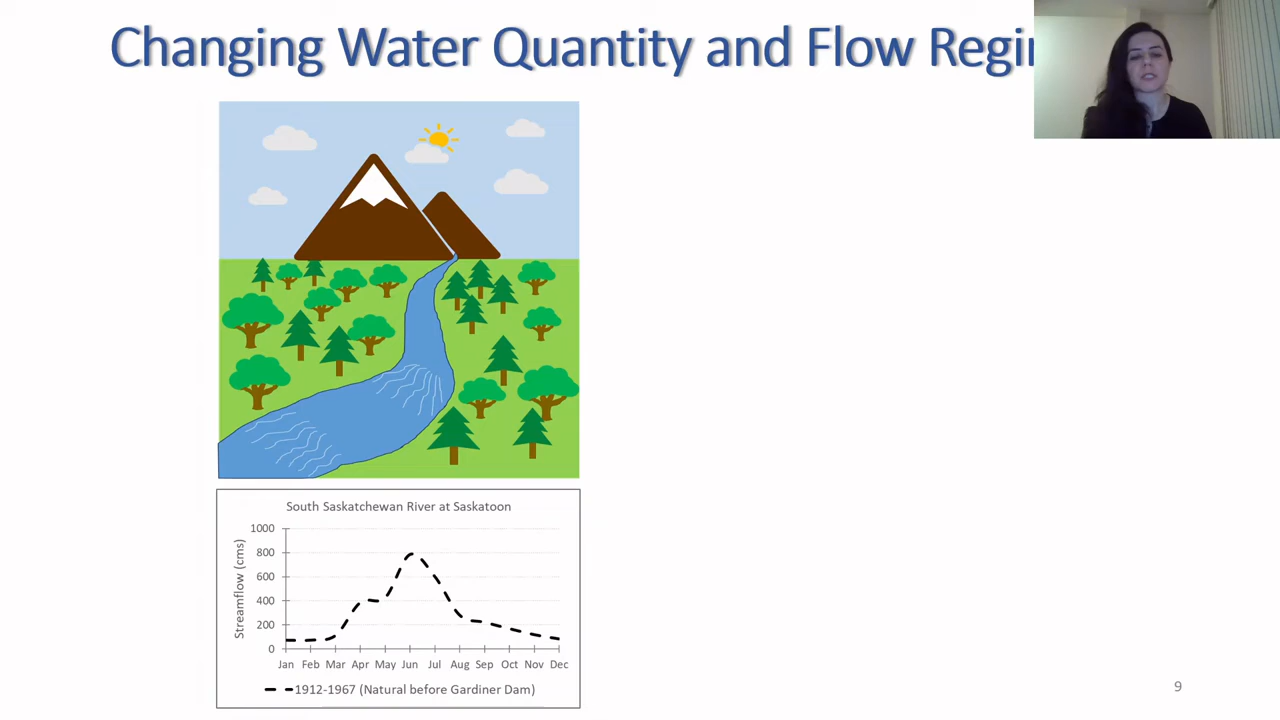 Changing Water Quantity and Flow
South Saskatchewan River at Saskatoon
Streamflow (cms)
1000
800
600
400
200
0
Jan Feb Mar Apr May Jun Jul Aug Sep Oct Nov Dec
1912-1967 (Natural before Gardiner Dam)
9